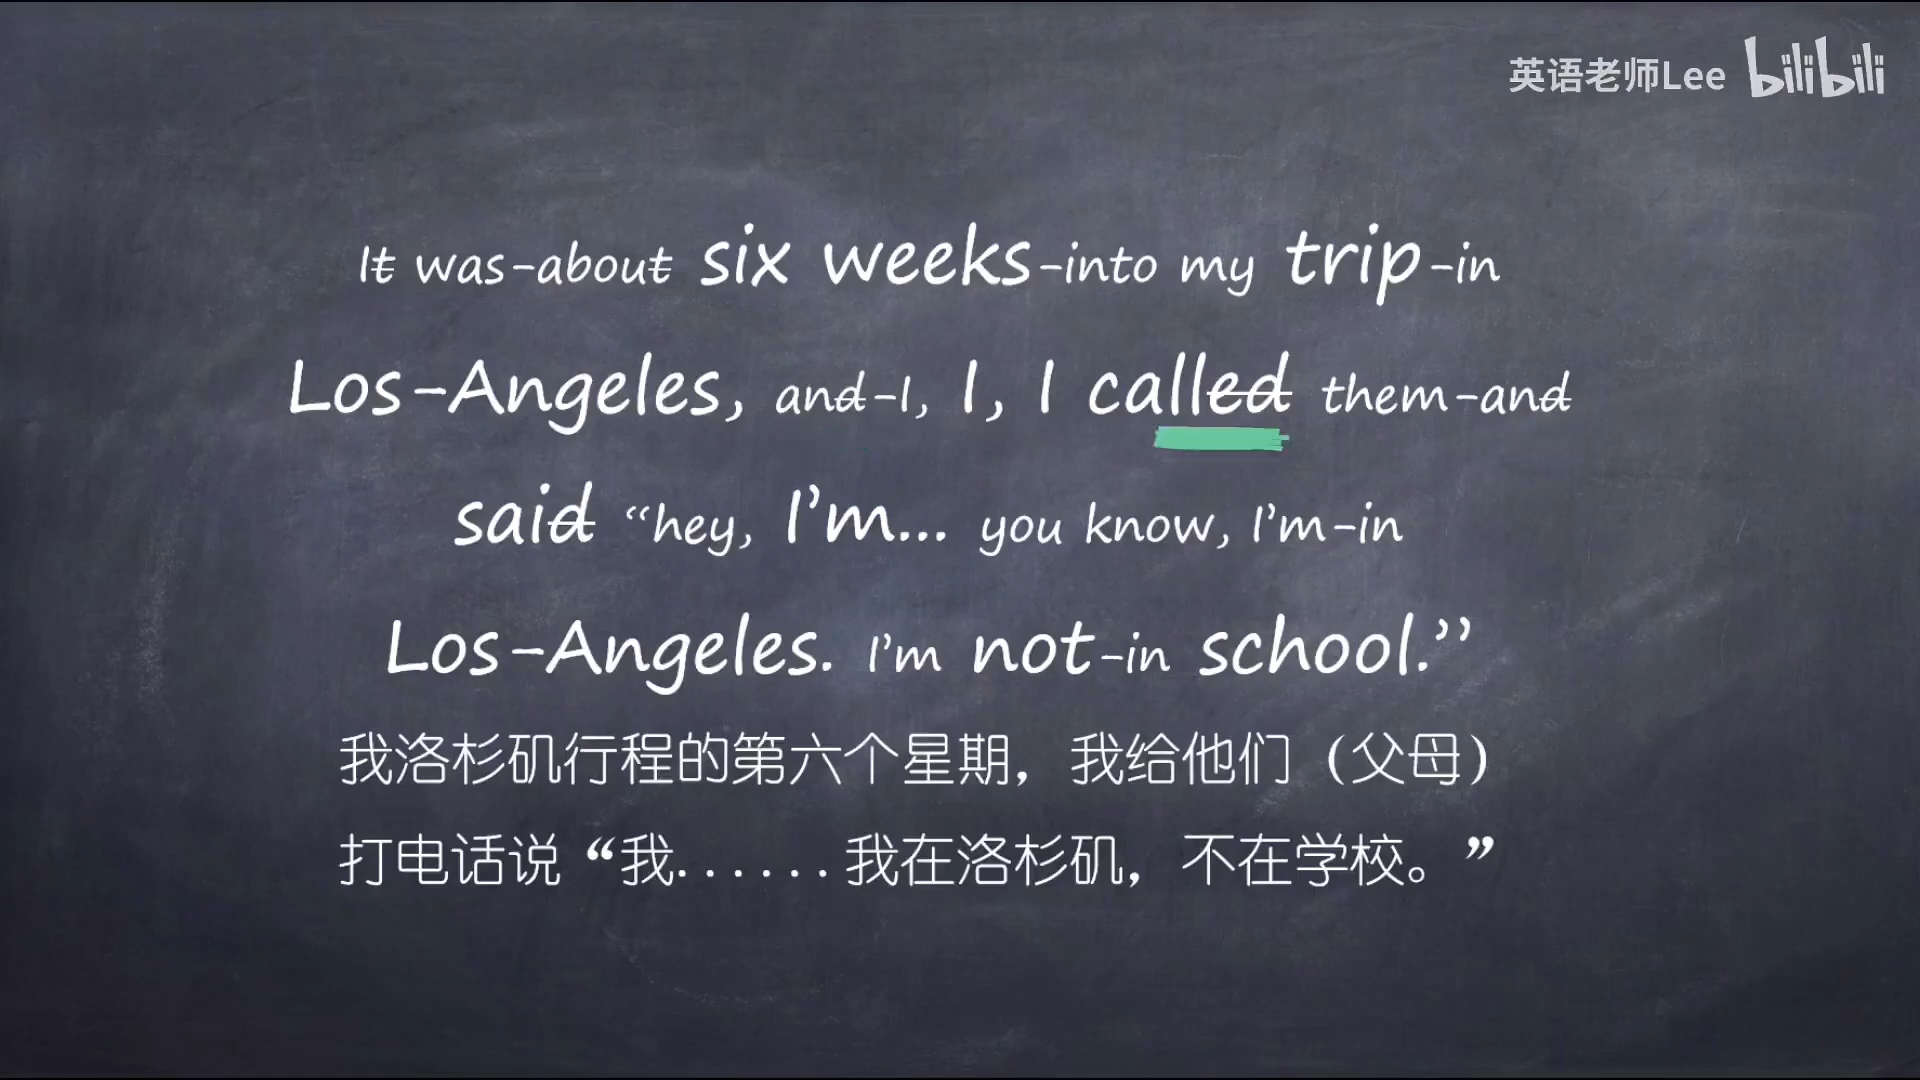 英语老师Lee bilibili
It was-about six weeks-into my trip-in
Los-Angeles, and-I, I, I called them-and
said “hey, I’m... you know, I’m-in
Los-Angeles. I’m not-in school.”
我洛杉矶行程的第六个星期，我给他们（父母）
打电话说“我......我在洛杉矶，不在学校。”